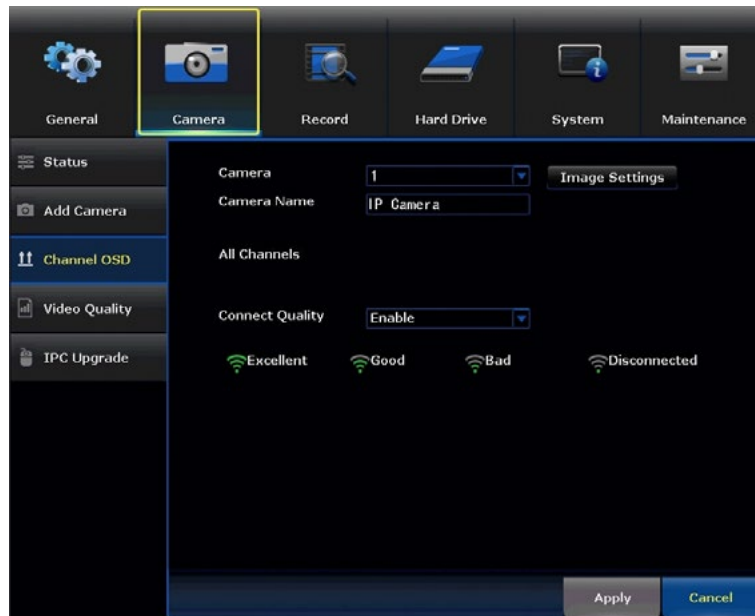 General Camera Record Hard Drive System Maintenance
Status
Add Camera
Channel OSD
Video Quality
IPC Upgrade
Camera 1 Image Settings
Camera Name IP Camera
All Channels
Connect Quality Enable
Excellent Good Bad Disconnected
Apply Cancel